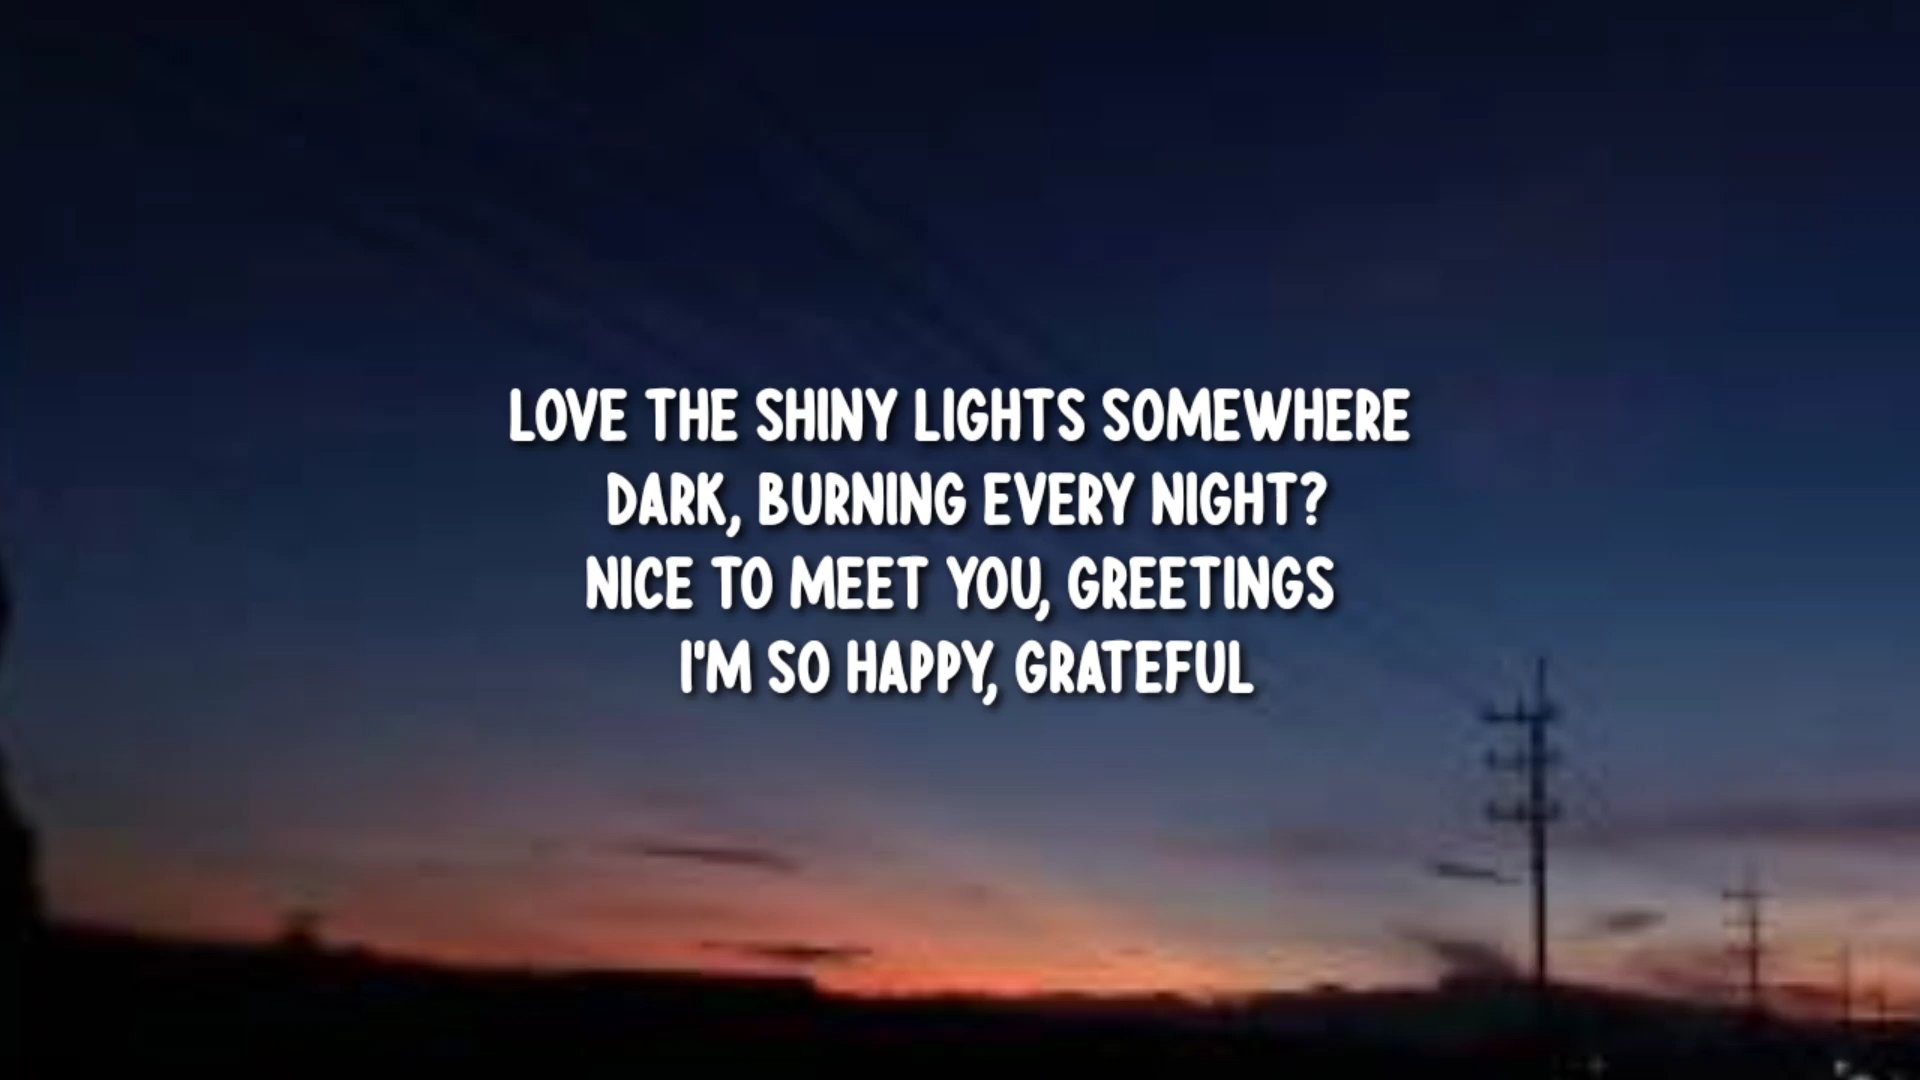 LOVE THE SHINY LIGHTS SOMEWHERE
DARK, BURNING EVERY NIGHT?
NICE TO MEET YOU, GREETINGS
I'M SO HAPPY, GRATEFUL